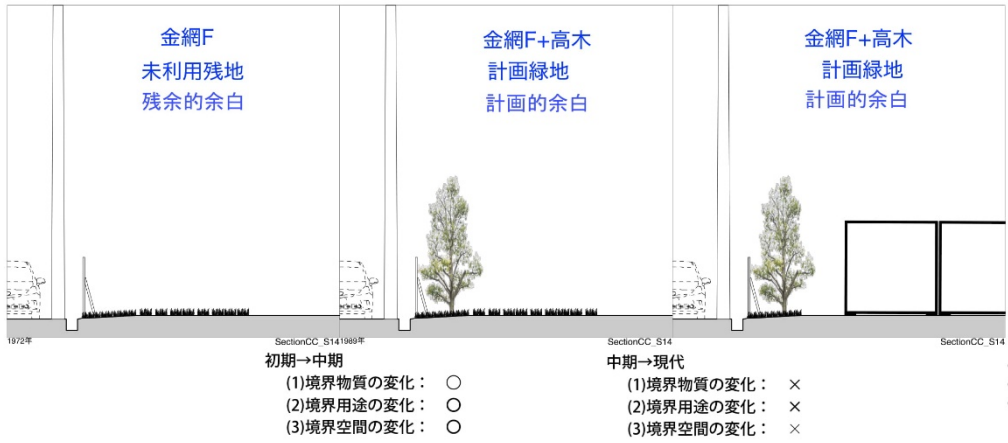 金網F
未利用残地
残余的余白
金網F+高木
計画緑地
計画的余白
金網F+高木
計画緑地
計画的余白
1972年
SectionCC_S14
1989年
SectionCC_S14
SectionCC_S14
初期→中期
(1)境界物質の変化： ○
(2)境界用途の変化： ○
(3)境界空間の変化： ○
中期→現代
(1)境界物質の変化： ×
(2)境界用途の変化： ×
(3)境界空間の変化： ×